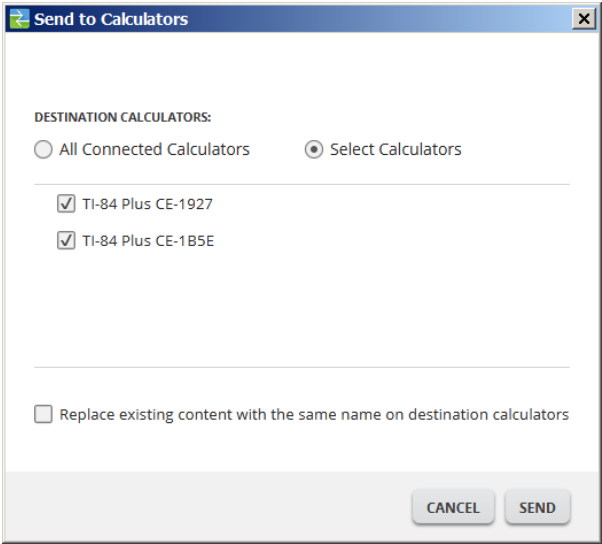 Send to Calculators
DESTINATION CALCULATORS:
All Connected Calculators Select Calculators
TI-84 Plus CE-1927
TI-84 Plus CE-1B5E
Replace existing content with the same name on destination calculators
CANCEL SEND